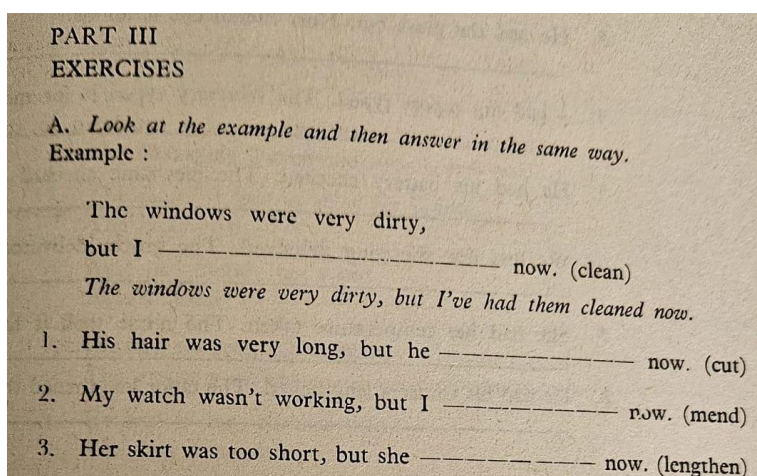 PART III
EXERCISES
A. Look at the example and then answer in the same way.
Example :
The windows were very dirty,
but I ———————— now. (clean)
The windows were very dirty, but I've had them cleaned now.
1. His hair was very long, but he ———————— now. (cut)
2. My watch wasn't working, but I ———————— now. (mend)
3. Her skirt was too short, but she ———————— now. (lengthen)